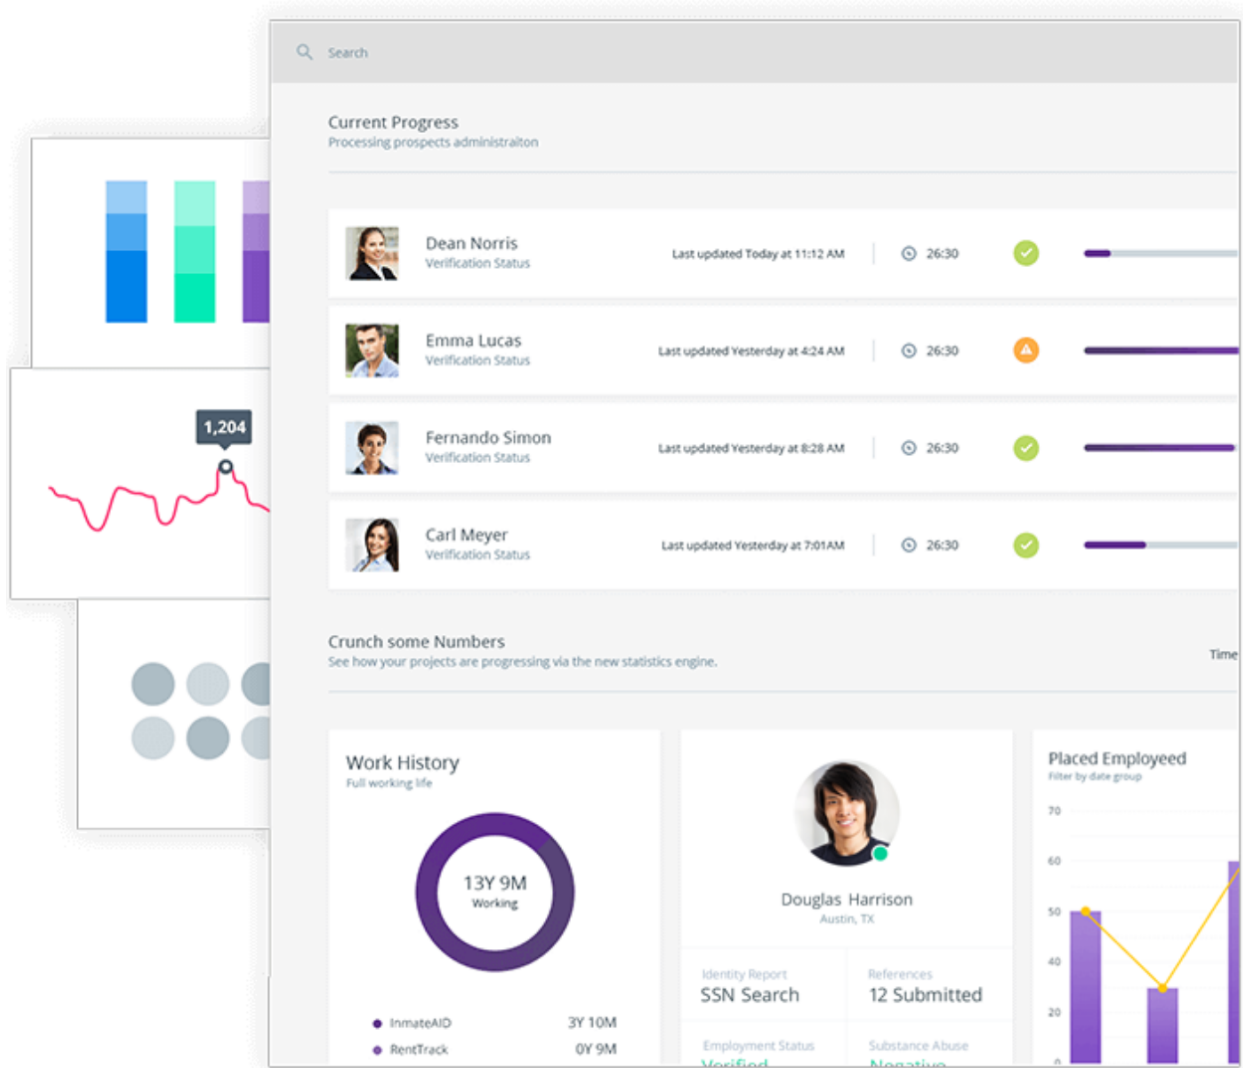 Search
Current Progress
Processing prospects administraiton
Dean Norris
Verification Status
Last updated Today at 11:12 AM
26:30
Emma Lucas
Verification Status
Last updated Yesterday at 4:24 AM
26:30
1,204
Fernando Simon
Verification Status
Last updated Yesterday at 8:28 AM
26:30
Carl Meyer
Verification Status
Last updated Yesterday at 7:01AM
26:30
Crunch some Numbers
See how your projects are progressing via the new statistics engine.
Time
Work History
Full working life
13Y 9M
Working
InmateAID 3Y 10M
RentTrack 0Y 9M
Douglas Harrison
Austin, TX
Identity Report
SSN Search
References
12 Submitted
Employment Status
Verified
Substance Abuse
Negative
Placed Employeed
Filter by date group
70
60
50
40
20
0